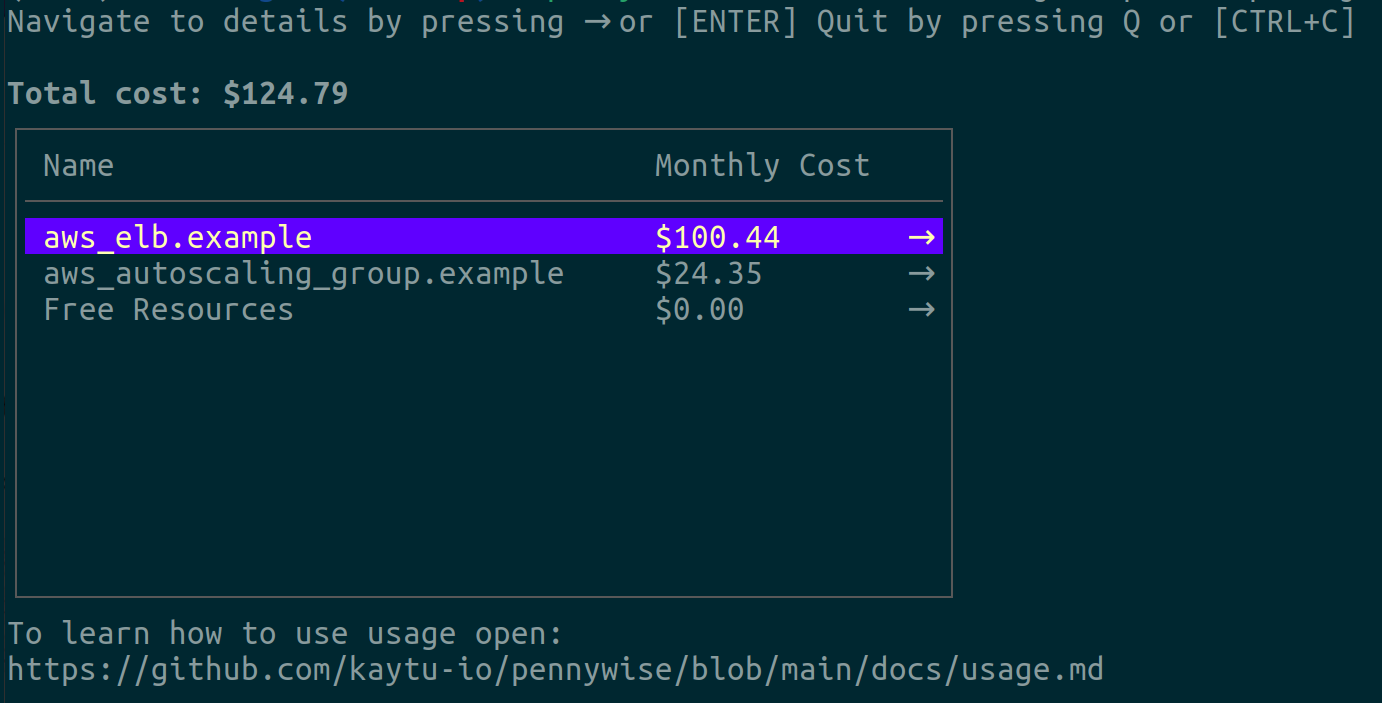 Navigate to details by pressing → or [ENTER] Quit by pressing Q or [CTRL+C]
Total cost: $124.79
Name Monthly Cost
aws_elb.example $100.44 →
aws_autoscaling_group.example $24.35 →
Free Resources $0.00 →
To learn how to use usage open:
https://github.com/kaytu-io/pennywise/blob/main/docs/usage.md